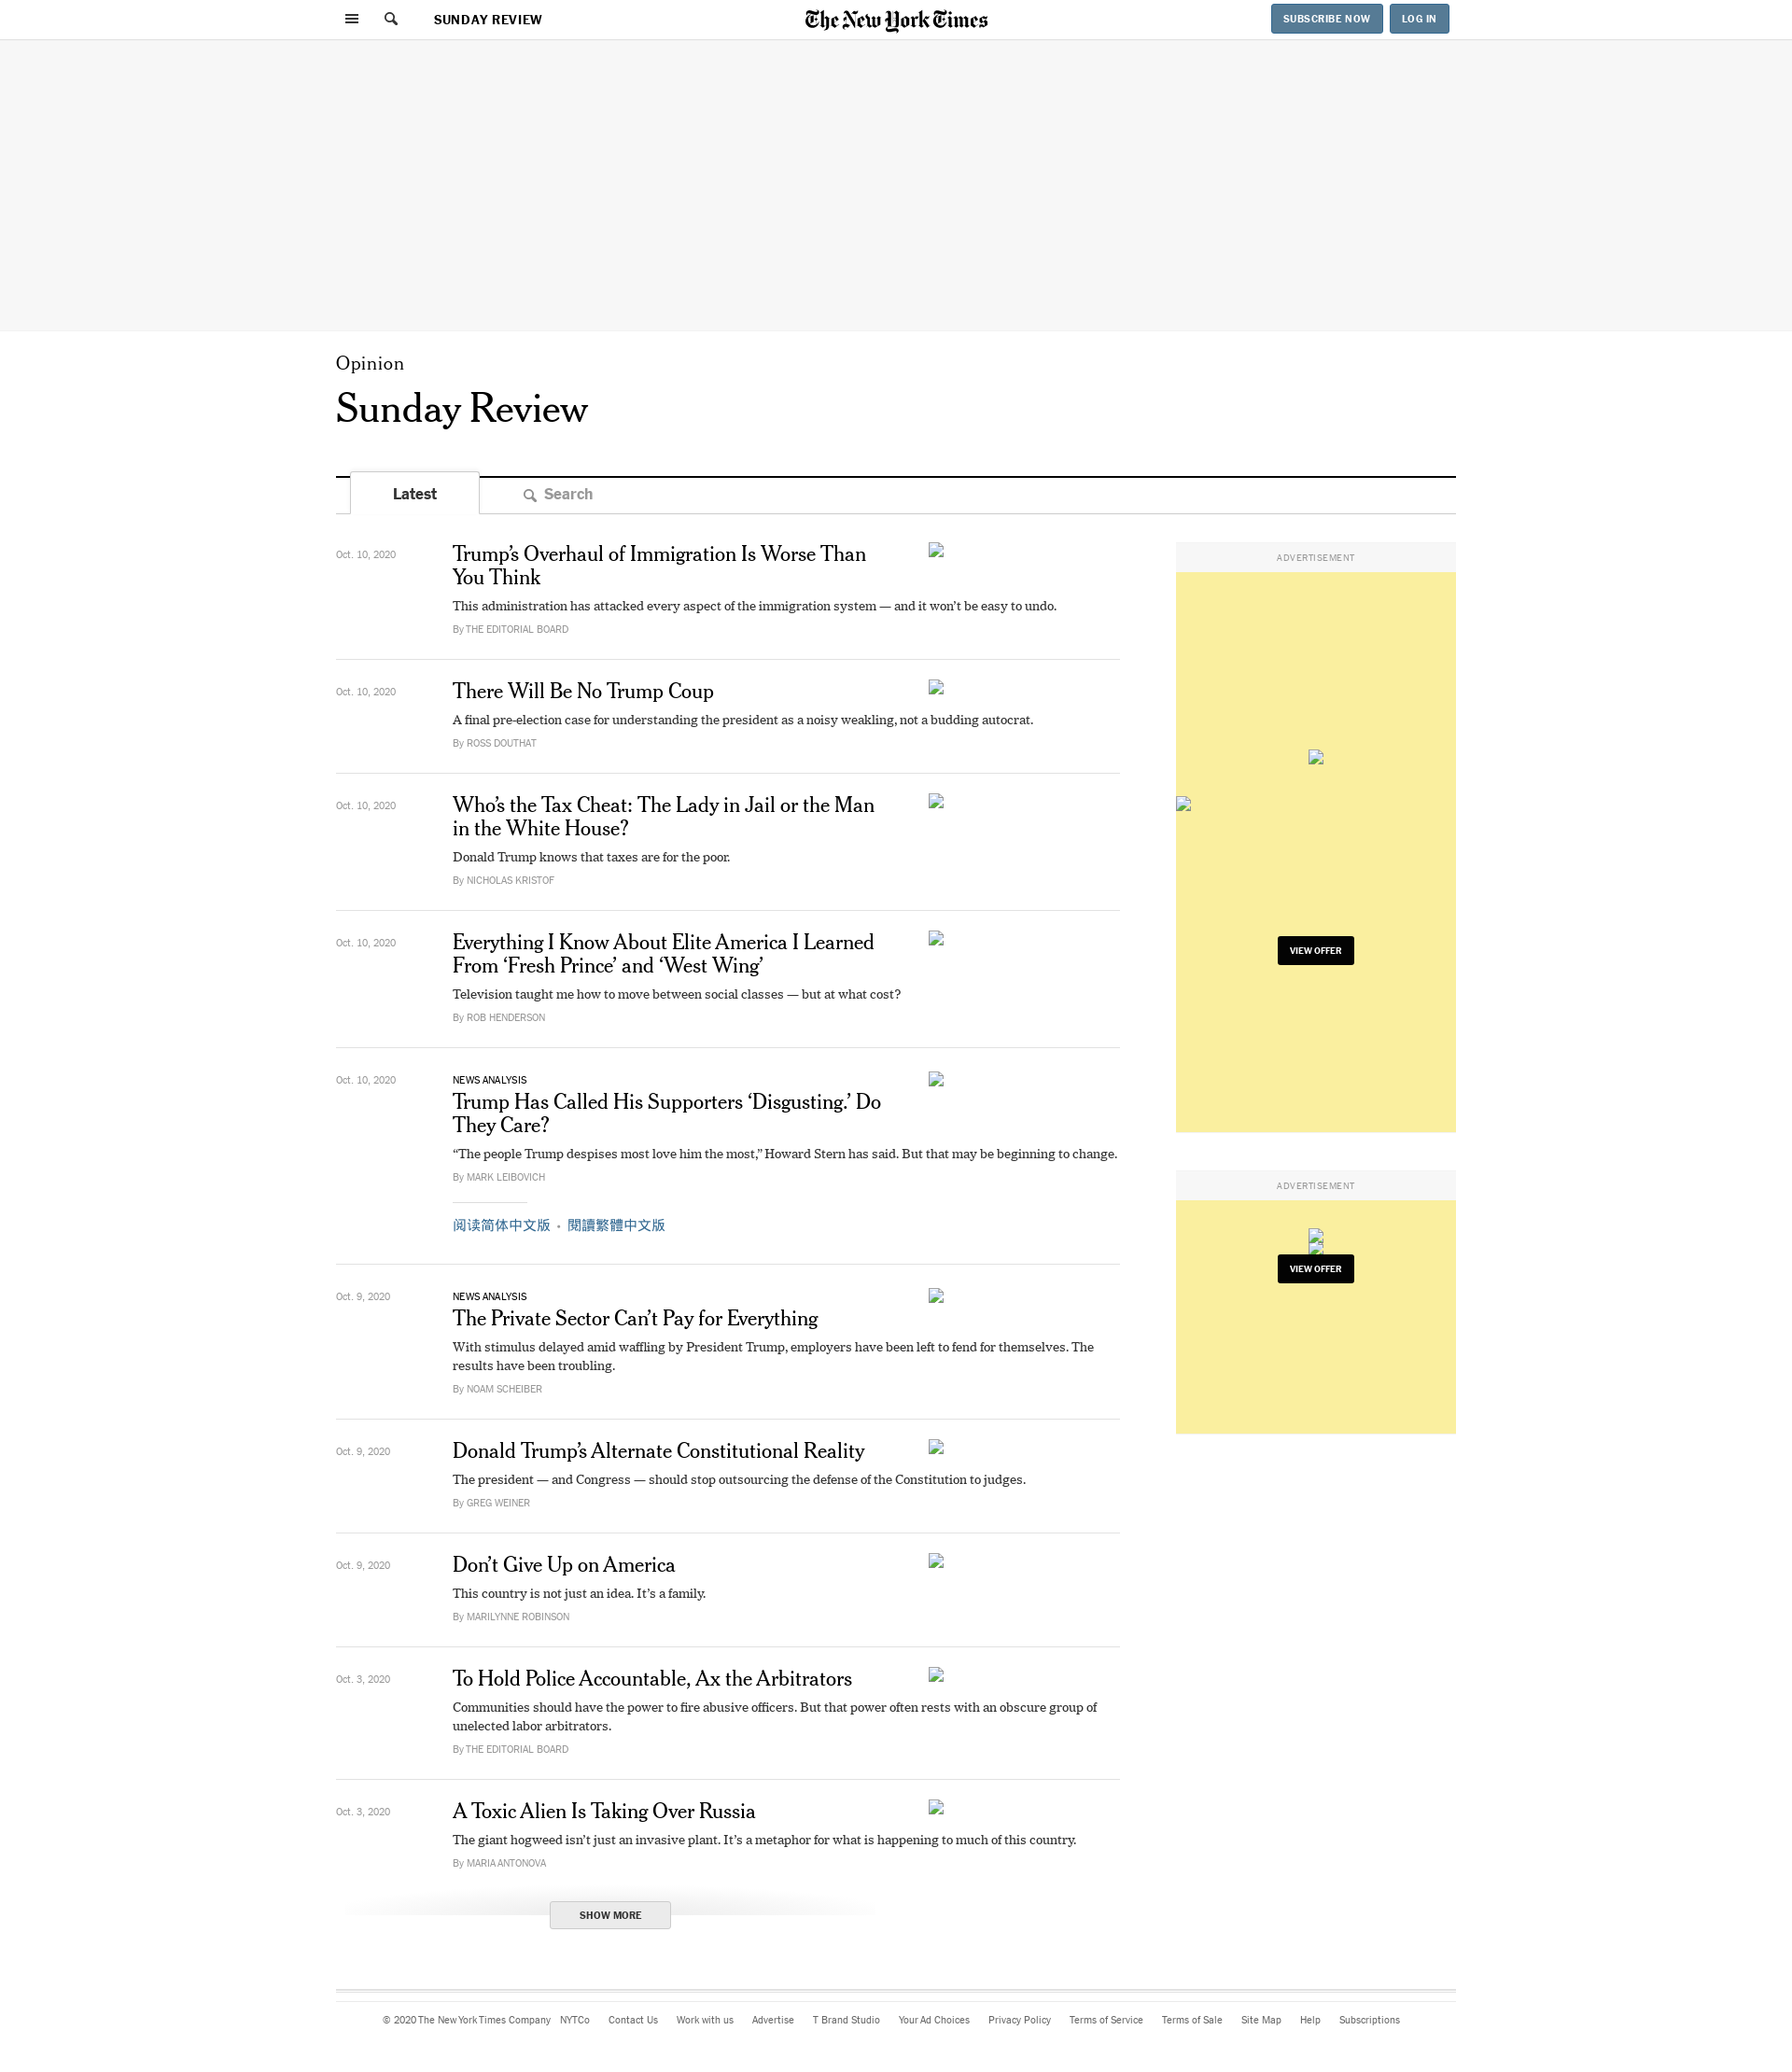 SUNDAY REVIEW
The New York Times
SUBSCRIBE NOW
LOG IN
Opinion
Sunday Review
Latest
Search
Oct. 10, 2020
Trump’s Overhaul of Immigration Is Worse Than
You Think
This administration has attacked every aspect of the immigration system — and it won’t be easy to undo.
By THE EDITORIAL BOARD
Oct. 10, 2020
There Will Be No Trump Coup
A final pre-election case for understanding the president as a noisy weakling, not a budding autocrat.
By ROSS DOUTHAT
Oct. 10, 2020
Who’s the Tax Cheat: The Lady in Jail or the Man
in the White House?
Donald Trump knows that taxes are for the poor.
By NICHOLAS KRISTOF
Oct. 10, 2020
Everything I Know About Elite America I Learned
From ‘Fresh Prince’ and ‘West Wing’
Television taught me how to move between social classes — but at what cost?
By ROB HENDERSON
Oct. 10, 2020
NEWS ANALYSIS
Trump Has Called His Supporters ‘Disgusting.’ Do
They Care?
“The people Trump despises most love him the most,” Howard Stern has said. But that may be beginning to change.
By MARK LEIBOVICH
阅读简体中文版 • 閱讀繁體中文版
Oct. 9, 2020
NEWS ANALYSIS
The Private Sector Can’t Pay for Everything
With stimulus delayed amid waffling by President Trump, employers have been left to fend for themselves. The
results have been troubling.
By NOAM SCHEIBER
Oct. 9, 2020
Donald Trump’s Alternate Constitutional Reality
The president — and Congress — should stop outsourcing the defense of the Constitution to judges.
By GREG WEINER
Oct. 9, 2020
Don’t Give Up on America
This country is not just an idea. It’s a family.
By MARILYNNE ROBINSON
Oct. 3, 2020
To Hold Police Accountable, Ax the Arbitrators
Communities should have the power to fire abusive officers. But that power often rests with an obscure group of
unelected labor arbitrators.
By THE EDITORIAL BOARD
Oct. 3, 2020
A Toxic Alien Is Taking Over Russia
The giant hogweed isn’t just an invasive plant. It’s a metaphor for what is happening to much of this country.
By MARIA ANTONOVA
SHOW MORE
ADVERTISEMENT
VIEW OFFER
ADVERTISEMENT
VIEW OFFER
© 2020 The New York Times Company NYTCo Contact Us Work with us Advertise T Brand Studio Your Ad Choices Privacy Policy Terms of Service Terms of Sale Site Map Help Subscriptions